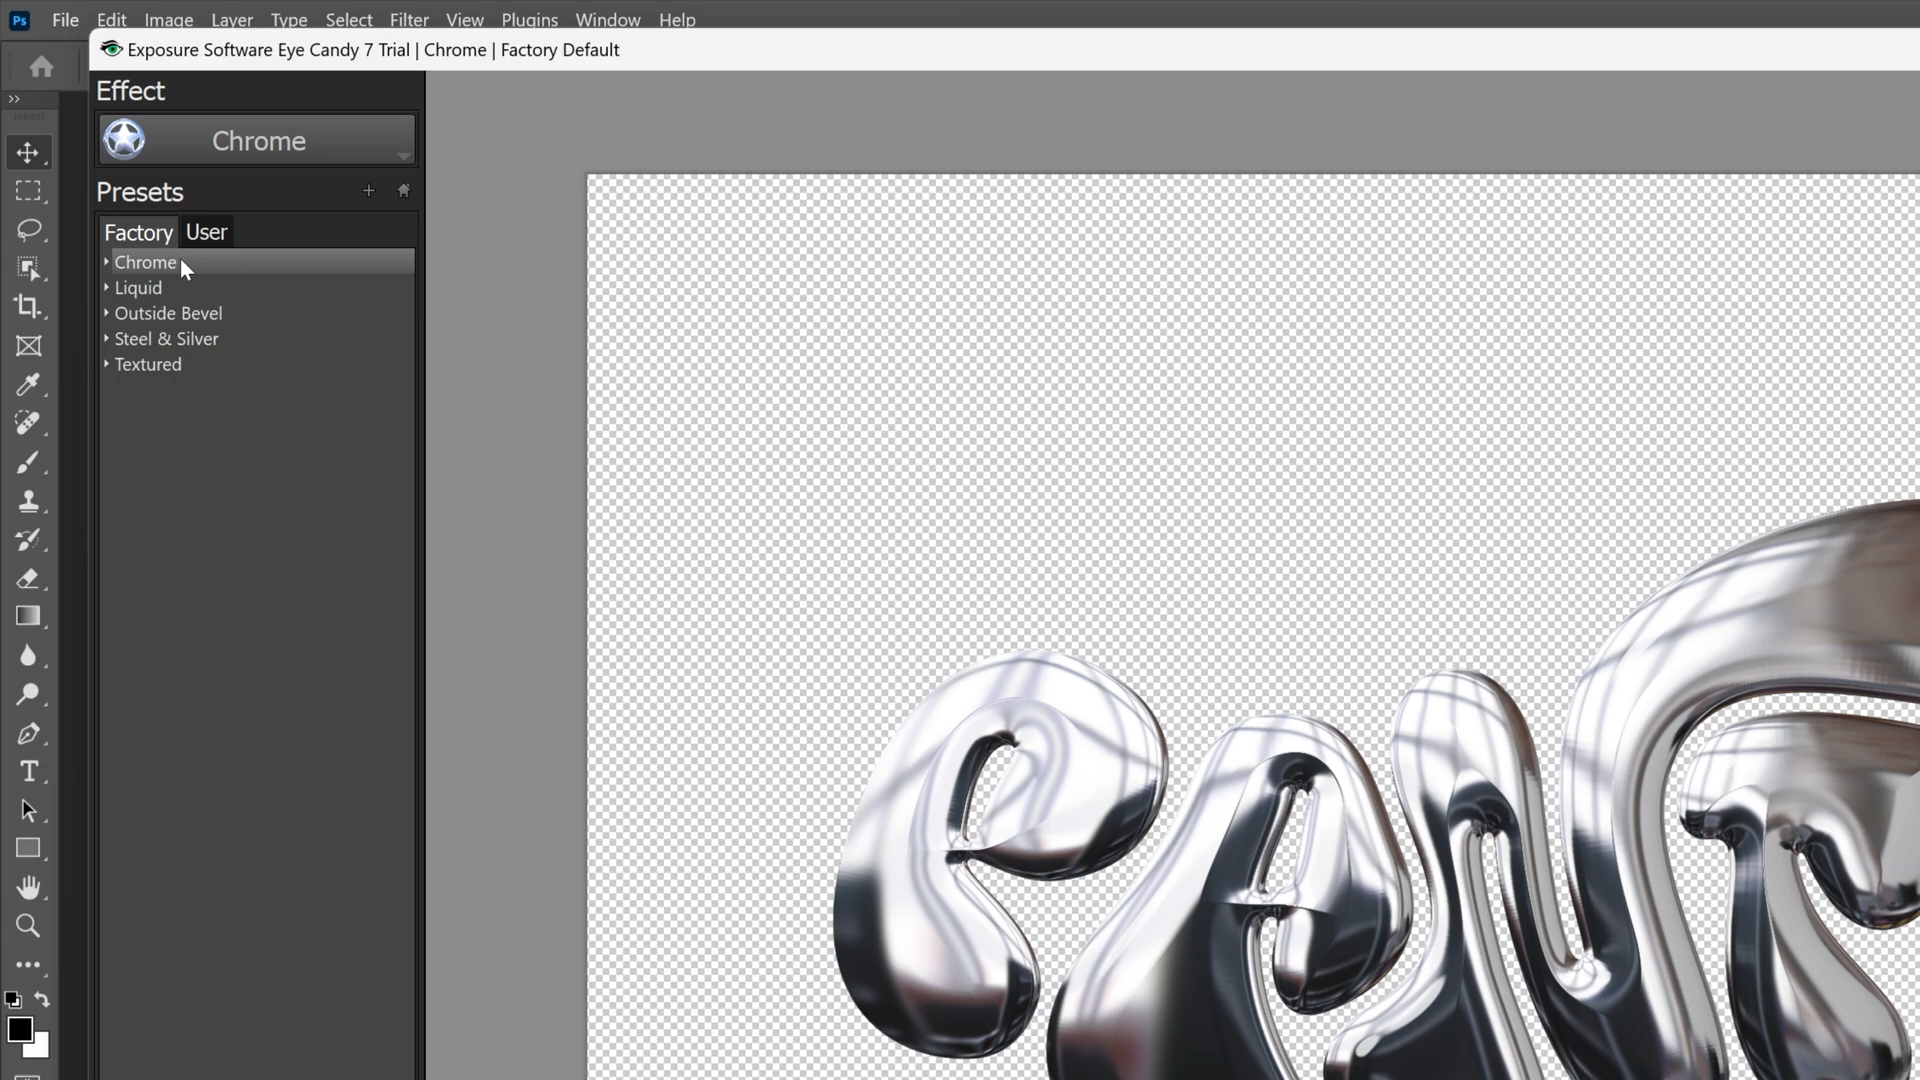 Ps File Edit Image Layer Type Select Filter View Plugins Window Help
Exposure Software Eye Candy 7 Trial | Chrome | Factory Default
Effect
Chrome
Presets
Factory User
Chrome
Liquid
Outside Bevel
Steel & Silver
Textured